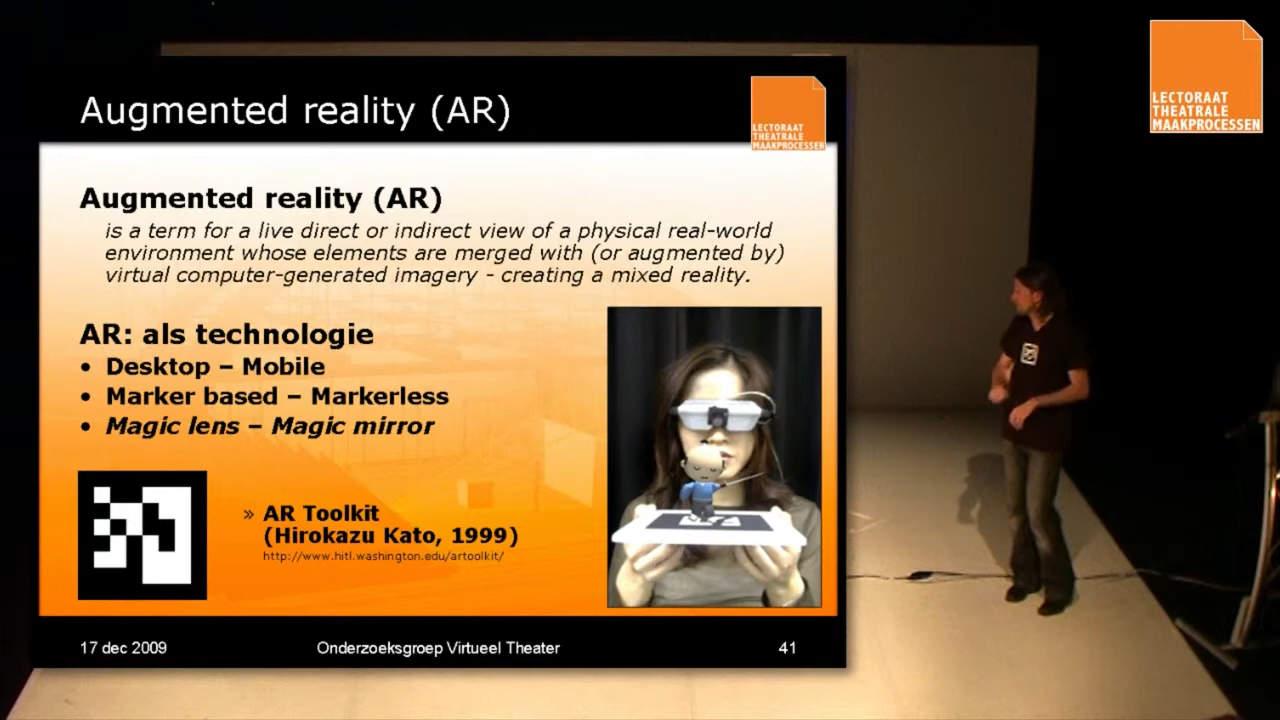 Augmented reality (AR)
LECTORAAT
THEATRALE
MAAKPROCESSEN
LECTORAAT
THEATRALE
MAAKPROCESSEN
Augmented reality (AR)
is a term for a live direct or indirect view of a physical real-world
environment whose elements are merged with (or augmented by)
virtual computer-generated imagery - creating a mixed reality.
AR: als technologie
• Desktop – Mobile
• Marker based – Markerless
• Magic lens – Magic mirror
» AR Toolkit
(Hirokazu Kato, 1999)
http://www.hitl.washington.edu/artoolkit/
17 dec 2009
Onderzoeksgroep Virtueel Theater
41